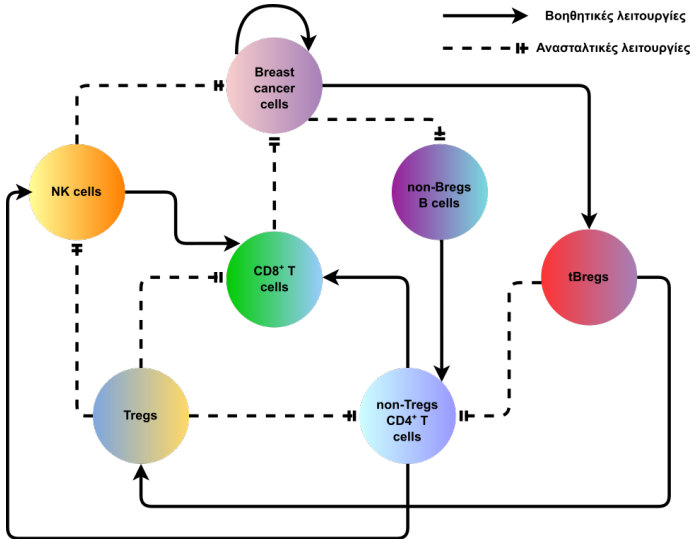 Βοηθητικές λειτουργίες
Ανασταλτικές λειτουργίες
Breast
cancer
cells
NK cells
non-Bregs
B cells
CD8⁺ T
cells
tBregs
Tregs
non-Tregs
CD4⁺ T
cells